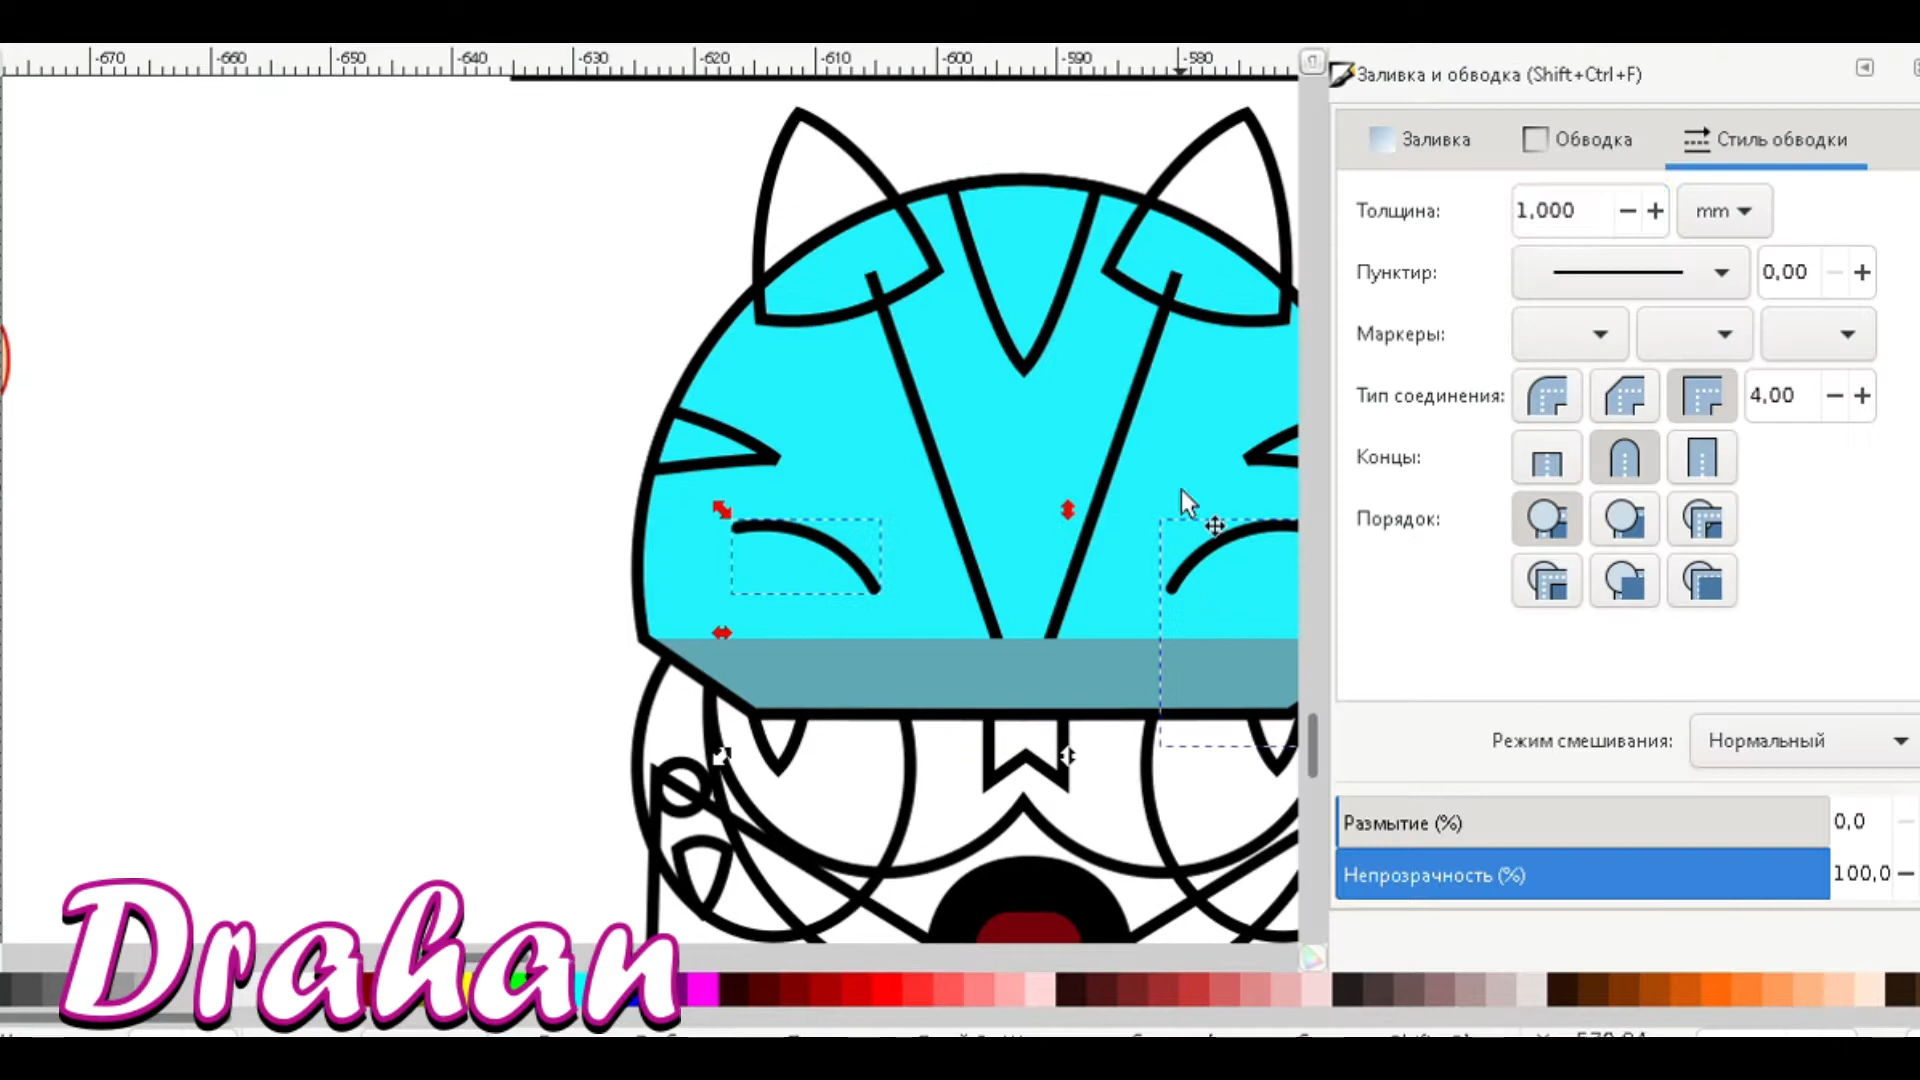 -670 -660 -650 -640 -630 -620 -610 -600 -590 -580
Заливка и обводка (Shift+Ctrl+F)
Заливка Обводка Стиль обводки
Толщина: 1,000 mm
Пунктир: 0,00
Маркеры:
Тип соединения: 4,00
Концы:
Порядок:
Режим смешивания: Нормальный
Размытие (%) 0,0
Непрозрачность (%) 100,0
Drahan